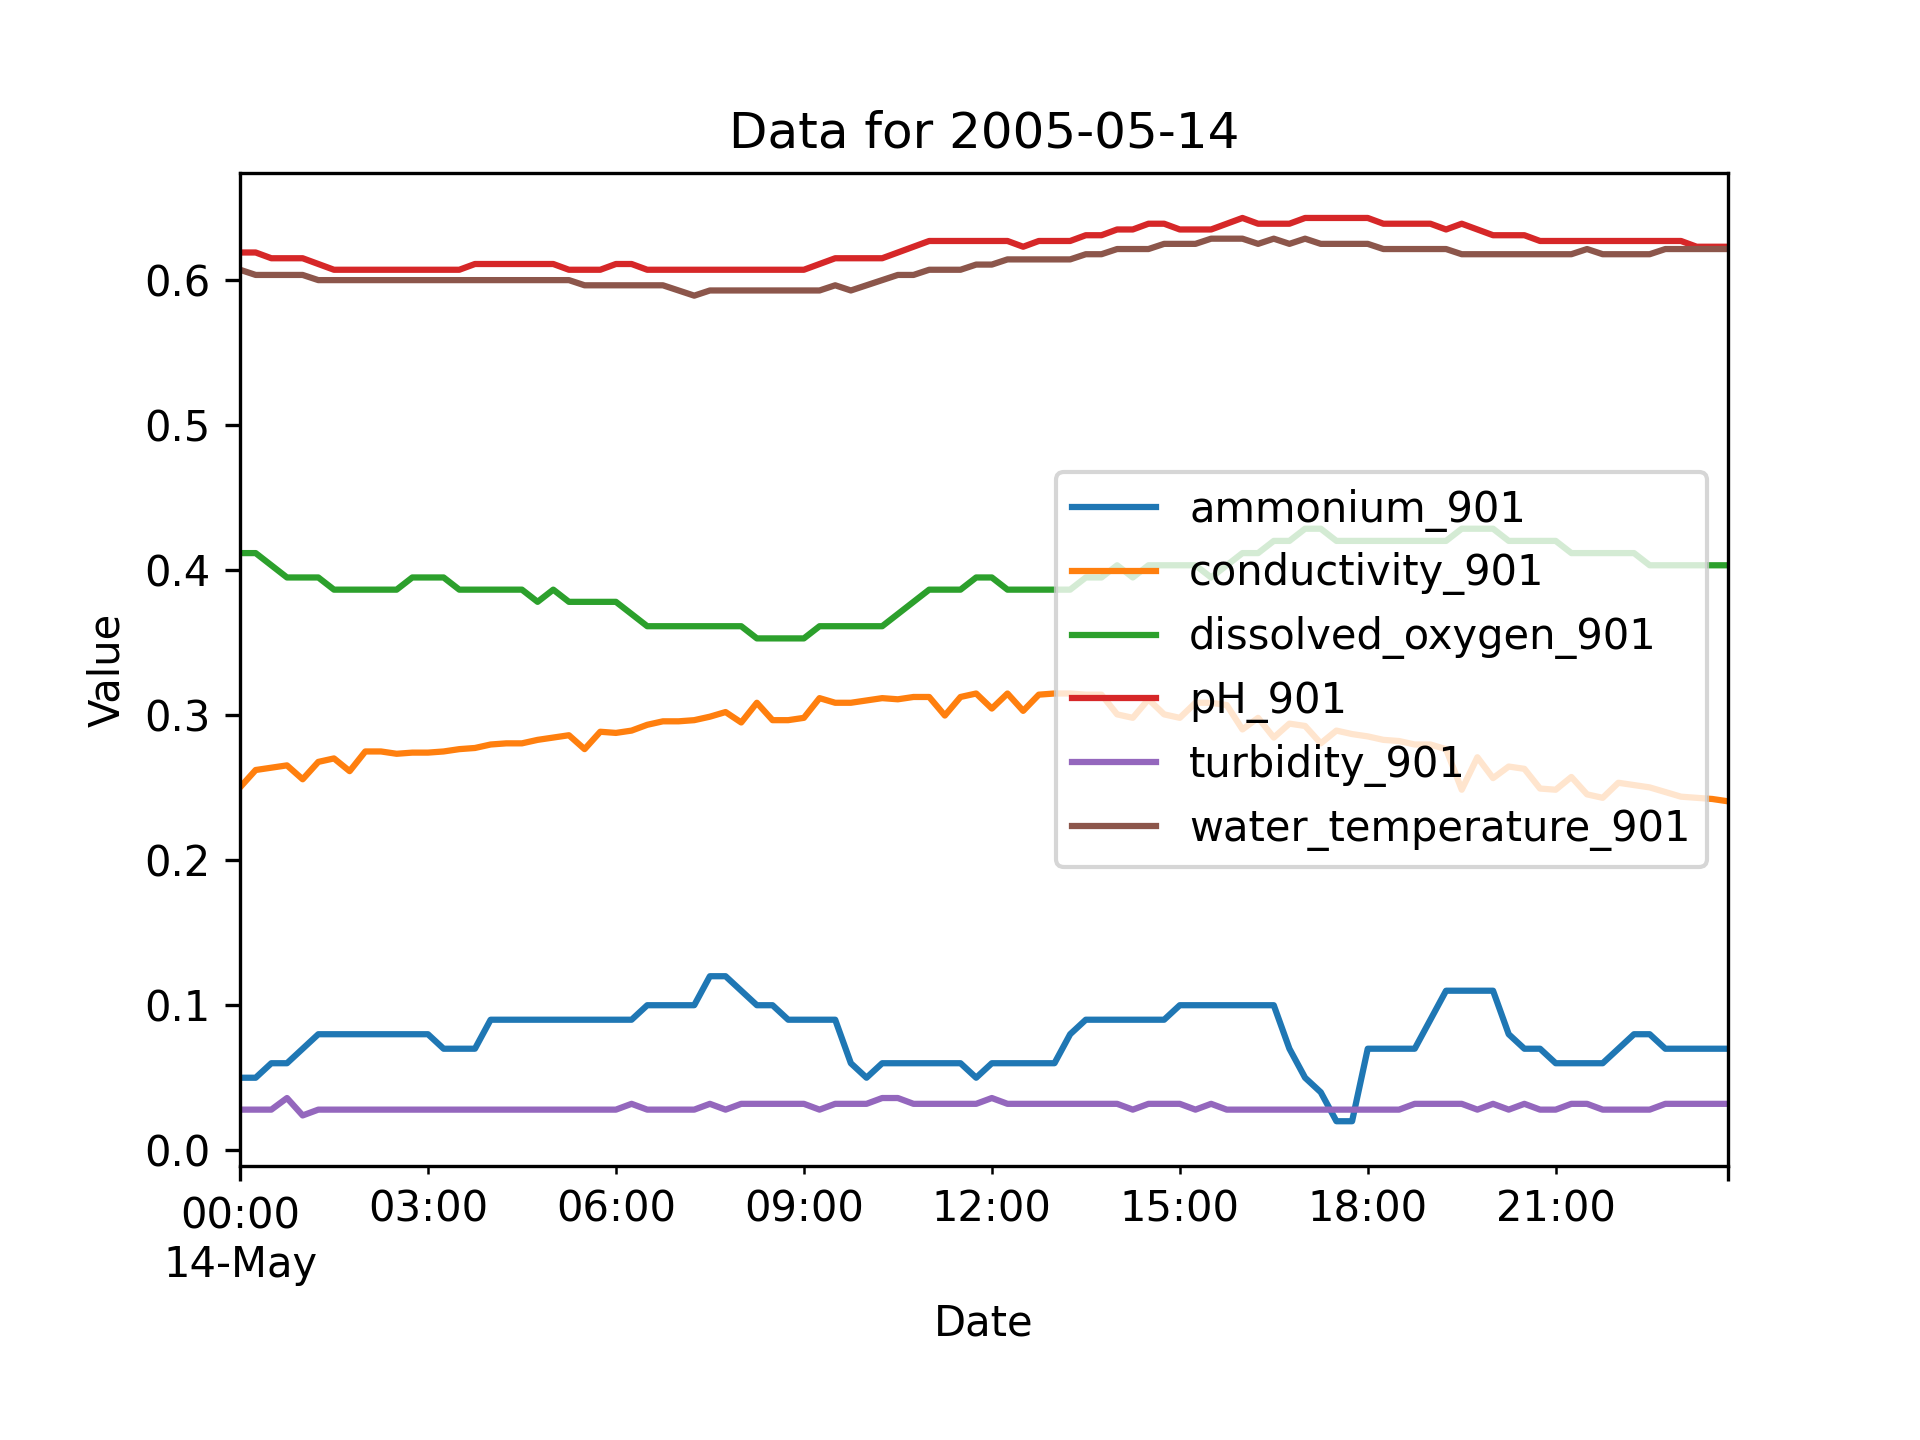 Data for 2005-05-14
Value
0.6
0.5
0.4
0.3
0.2
0.1
0.0
ammonium_901
conductivity_901
dissolved_oxygen_901
pH_901
turbidity_901
water_temperature_901
00:00 03:00 06:00 09:00 12:00 15:00 18:00 21:00
14-May
Date